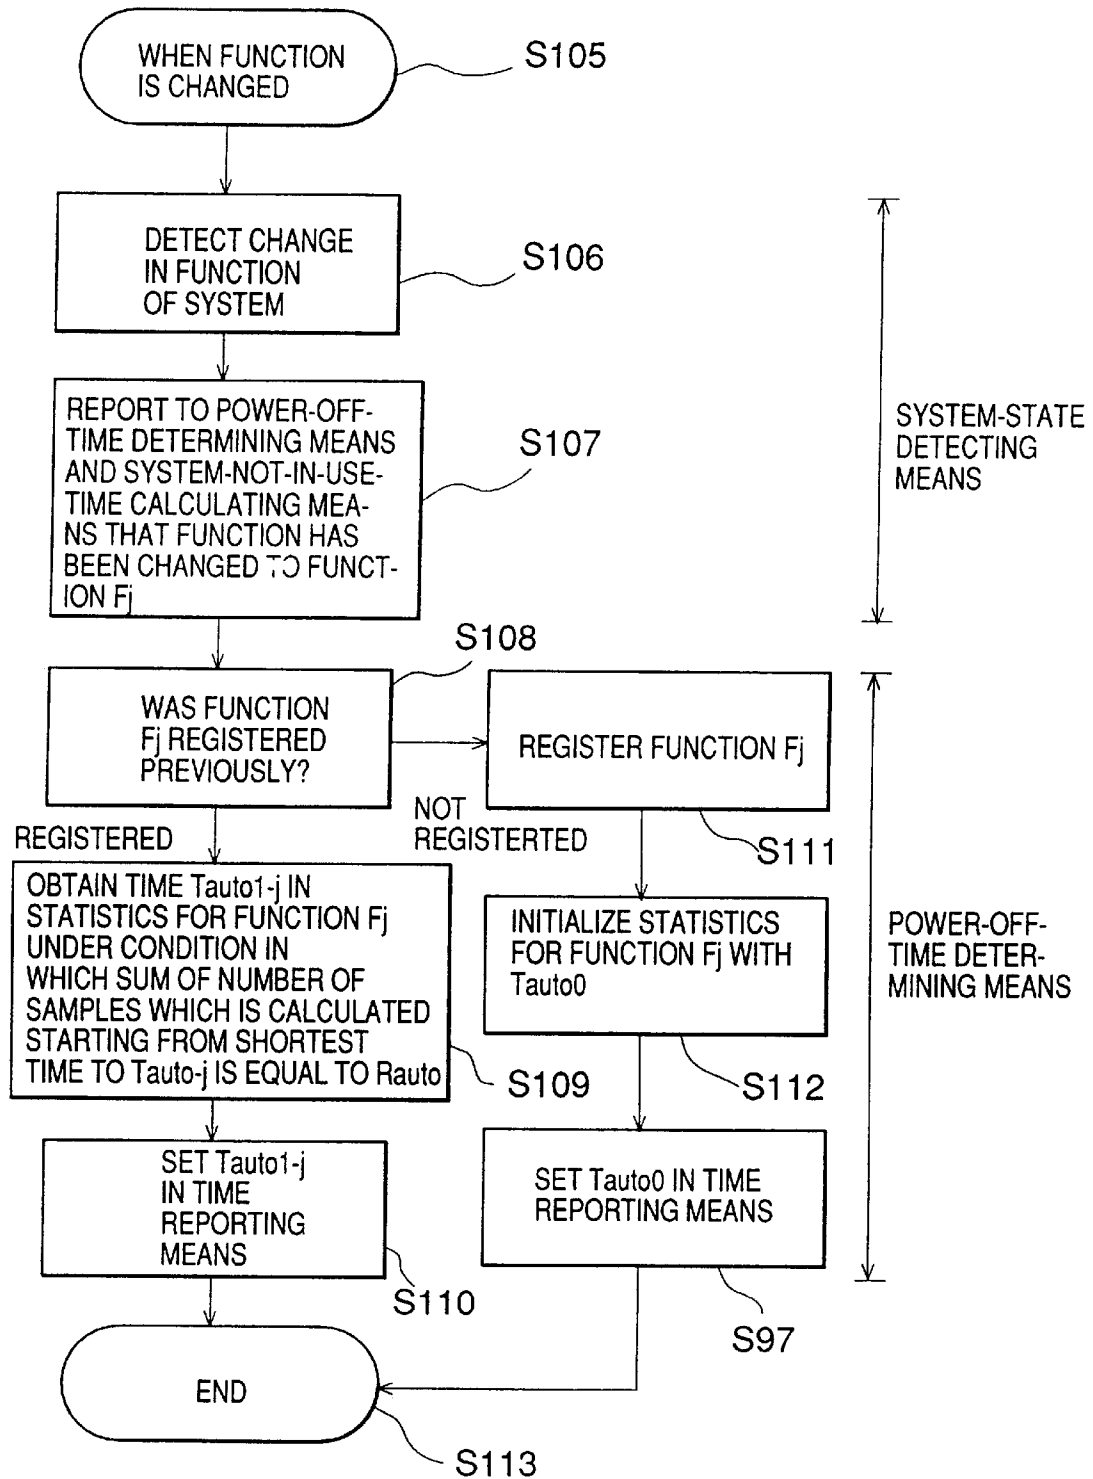 WHEN FUNCTION
IS CHANGED
S105
DETECT CHANGE
IN FUNCTION
OF SYSTEM
S106
REPORT TO POWER-OFF-
TIME DETERMINING MEANS
AND SYSTEM-NOT-IN-USE-
TIME CALCULATING MEA-
NS THAT FUNCTION HAS
BEEN CHANGED TO FUNCT-
ION Fj
S107
SYSTEM-STATE
DETECTING
MEANS
S108
WAS FUNCTION
Fj REGISTERED
PREVIOUSLY?
REGISTER FUNCTION Fj
NOT
REGISTERTED
REGISTERED
S111
OBTAIN TIME Tauto1-j IN
STATISTICS FOR FUNCTION Fj
UNDER CONDITION IN
WHICH SUM OF NUMBER OF
SAMPLES WHICH IS CALCULATED
STARTING FROM SHORTEST
TIME TO Tauto-j IS EQUAL TO Rauto
S109
INITIALIZE STATISTICS
FOR FUNCTION Fj WITH
Tauto0
S112
POWER-OFF-
TIME DETER-
MINING MEANS
SET Tauto1-j
IN TIME
REPORTING
MEANS
S110
SET Tauto0 IN TIME
REPORTING MEANS
S97
END
S113